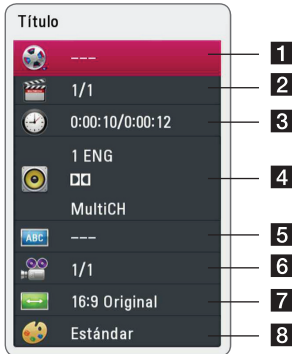 Título
--- 1
1/1 2
0:00:10/0:00:12 3
1 ENG
MultiCH 4
ABC --- 5
1/1 6
16:9 Original 7
Estándar 8